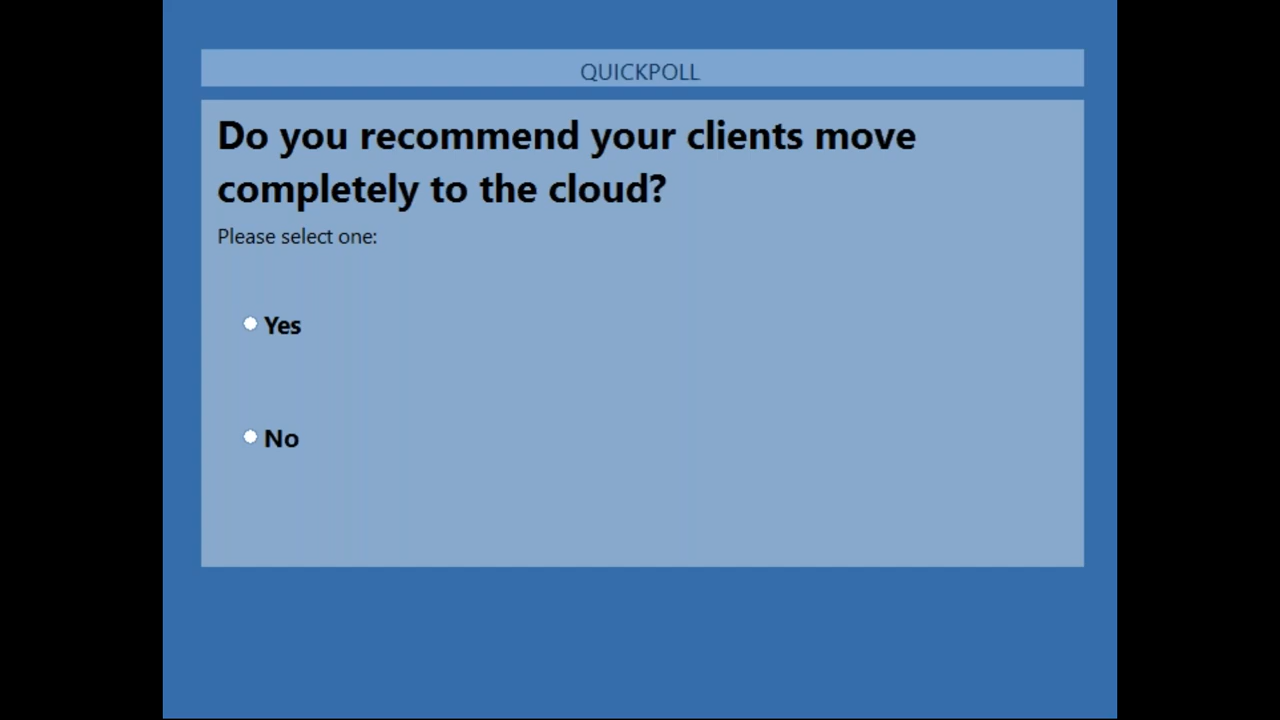 QUICKPOLL
Do you recommend your clients move
completely to the cloud?
Please select one:
Yes
No